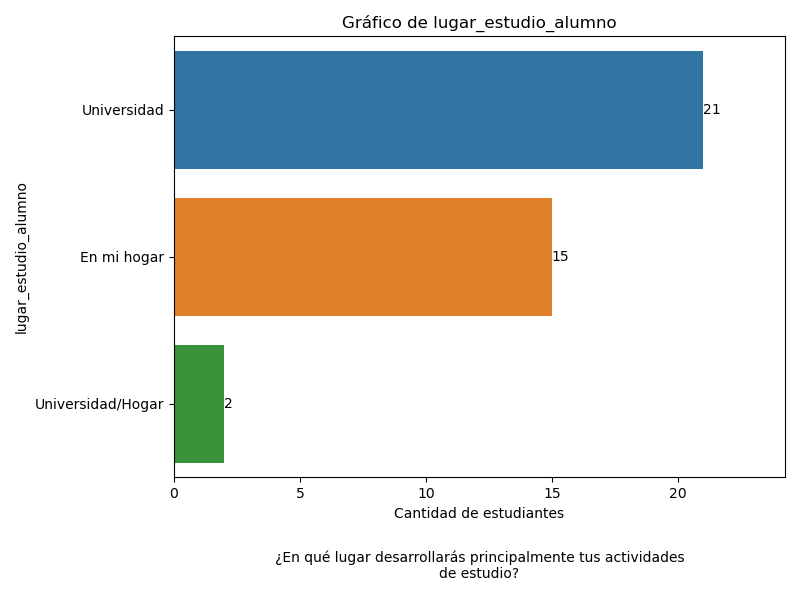 Gráfico de lugar_estudio_alumno
lugar_estudio_alumno
Universidad
21
En mi hogar
15
Universidad/Hogar
2
0 5 10 15 20
Cantidad de estudiantes
¿En qué lugar desarrollarás principalmente tus actividades
de estudio?